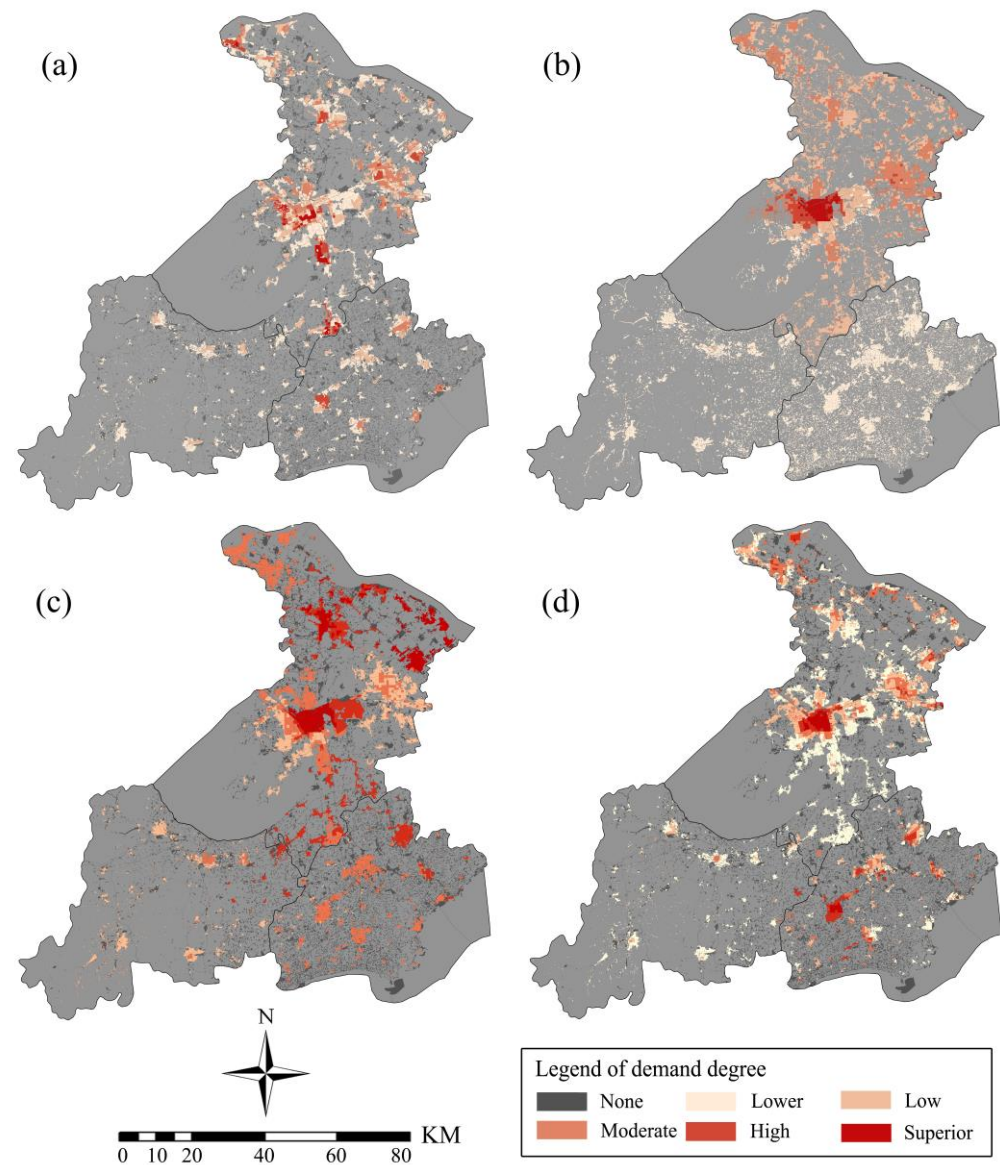 (a)
(b)
(c)
(d)
N
KM
0 10 20 40 60 80
Legend of demand degree
None Lower Low
Moderate High Superior